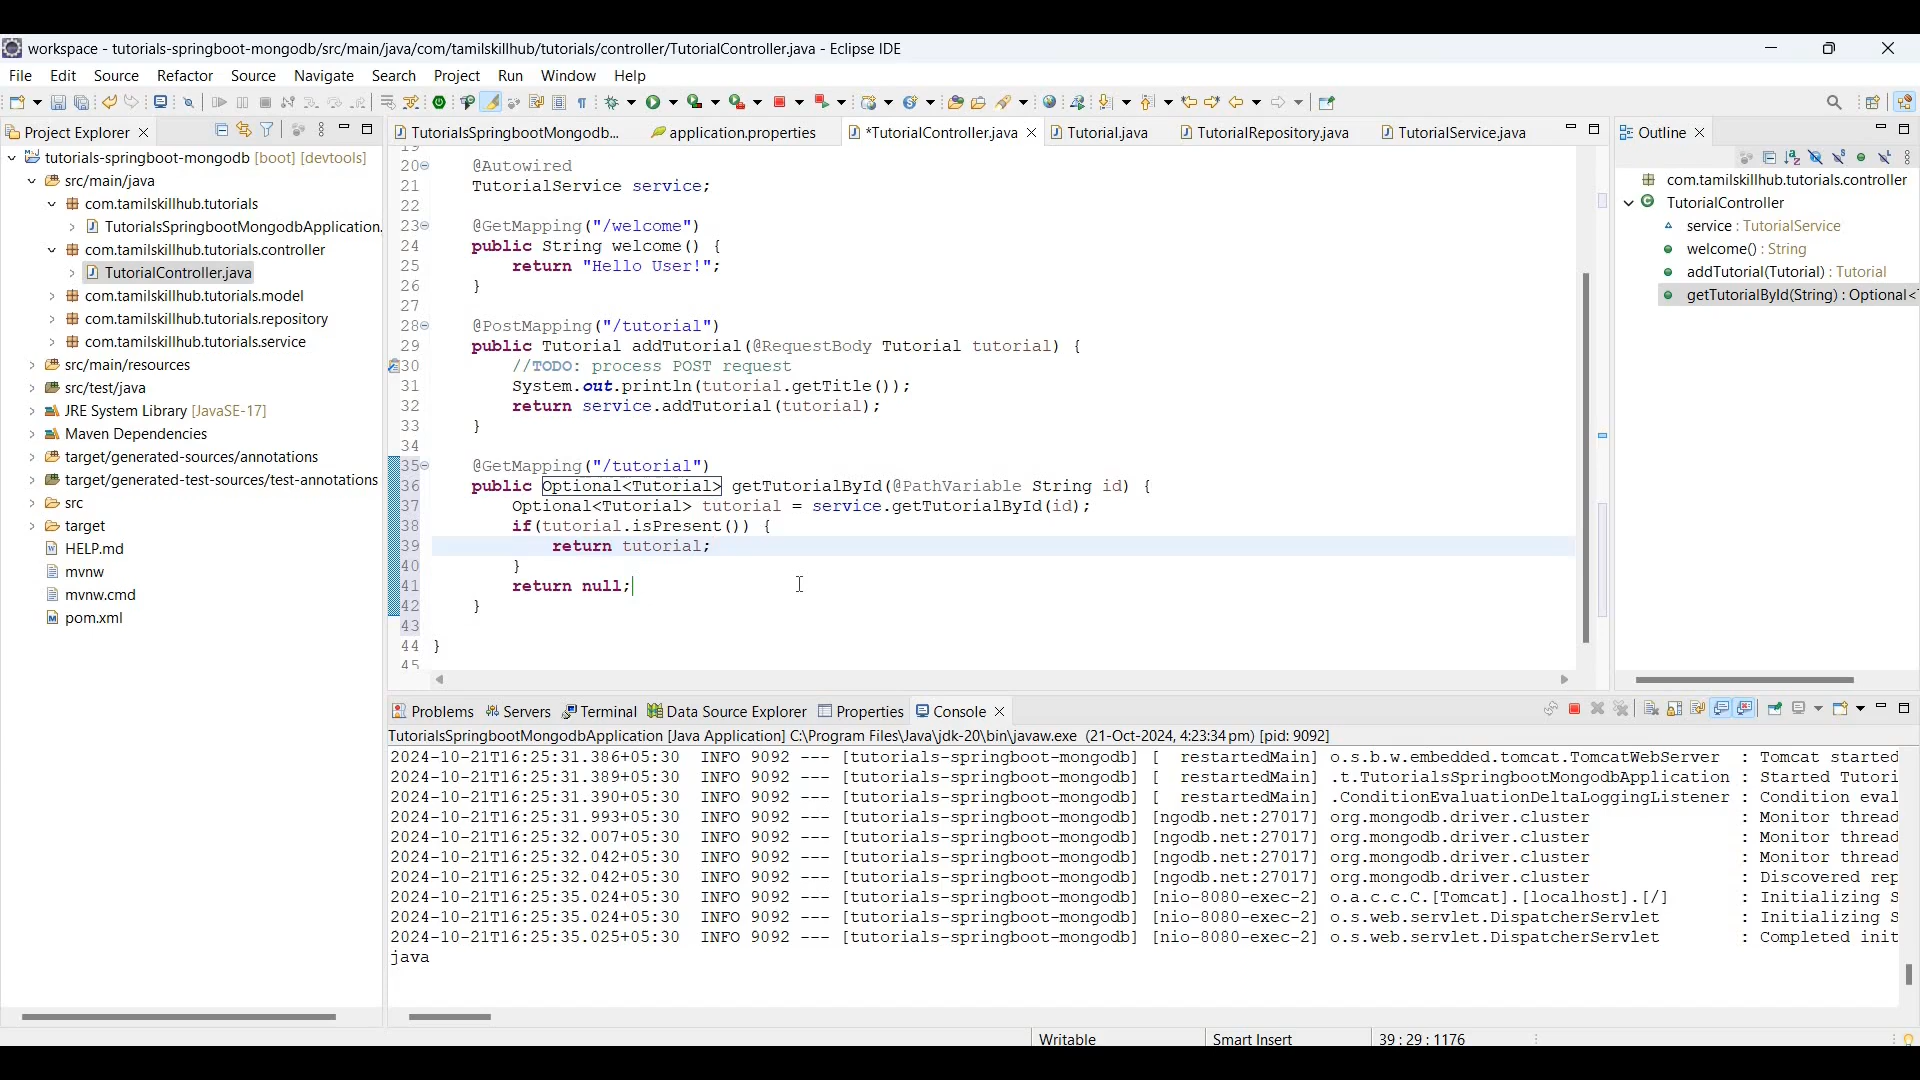 workspace - tutorials-springboot-mongodb/src/main/java/com/tamilskillhub/tutorials/controller/TutorialController.java - Eclipse IDE
File Edit Source Refactor Source Navigate Search Project Run Window Help
Project Explorer
TutorialsSpringbootMongodb... application.properties *TutorialController.java Tutorial.java TutorialRepository.java TutorialService.java
Outline
tutorials-springboot-mongodb [boot] [devtools]
src/main/java
com.tamilskillhub.tutorials
TutorialsSpringbootMongodbApplication.
com.tamilskillhub.tutorials.controller
TutorialController.java
com.tamilskillhub.tutorials.model
com.tamilskillhub.tutorials.repository
com.tamilskillhub.tutorials.service
src/main/resources
src/test/java
JRE System Library [JavaSE-17]
Maven Dependencies
target/generated-sources/annotations
target/generated-test-sources/test-annotations
src
target
HELP.md
mvnw
mvnw.cmd
pom.xml
19
20 @Autowired
21 TutorialService service;
22
23 @GetMapping("/welcome")
24 public String welcome() {
25 return "Hello User!";
26 }
27
28 @PostMapping("/tutorial")
29 public Tutorial addTutorial(@RequestBody Tutorial tutorial) {
30 //TODO: process POST request
31 System.out.println(tutorial.getTitle());
32 return service.addTutorial(tutorial);
33 }
34
35 @GetMapping("/tutorial")
36 public Optional<Tutorial> getTutorialById(@PathVariable String id) {
37 Optional<Tutorial> tutorial = service.getTutorialById(id);
38 if(tutorial.isPresent()) {
39 return tutorial;
40 }
41 return null;
42 }
43
44 }
45
com.tamilskillhub.tutorials.controller
TutorialController
service : TutorialService
welcome() : String
addTutorial(Tutorial) : Tutorial
getTutorialById(String) : Optional<
Problems Servers Terminal Data Source Explorer Properties Console
TutorialsSpringbootMongodbApplication [Java Application] C:\Program Files\Java\jdk-20\bin\javaw.exe (21-Oct-2024, 4:23:34 pm) [pid: 9092]
2024-10-21T16:25:31.386+05:30 INFO 9092 --- [tutorials-springboot-mongodb] [ restartedMain] o.s.b.w.embedded.tomcat.TomcatWebServer : Tomcat started
2024-10-21T16:25:31.389+05:30 INFO 9092 --- [tutorials-springboot-mongodb] [ restartedMain] .t.TutorialsSpringbootMongodbApplication : Started Tutori
2024-10-21T16:25:31.390+05:30 INFO 9092 --- [tutorials-springboot-mongodb] [ restartedMain] .ConditionEvaluationDeltaLoggingListener : Condition eval
2024-10-21T16:25:31.993+05:30 INFO 9092 --- [tutorials-springboot-mongodb] [ngodb.net:27017] org.mongodb.driver.cluster : Monitor thread
2024-10-21T16:25:32.007+05:30 INFO 9092 --- [tutorials-springboot-mongodb] [ngodb.net:27017] org.mongodb.driver.cluster : Monitor thread
2024-10-21T16:25:32.042+05:30 INFO 9092 --- [tutorials-springboot-mongodb] [ngodb.net:27017] org.mongodb.driver.cluster : Monitor thread
2024-10-21T16:25:32.042+05:30 INFO 9092 --- [tutorials-springboot-mongodb] [ngodb.net:27017] org.mongodb.driver.cluster : Discovered rep
2024-10-21T16:25:35.024+05:30 INFO 9092 --- [tutorials-springboot-mongodb] [nio-8080-exec-2] o.a.c.c.C.[Tomcat].[localhost].[/] : Initializing S
2024-10-21T16:25:35.024+05:30 INFO 9092 --- [tutorials-springboot-mongodb] [nio-8080-exec-2] o.s.web.servlet.DispatcherServlet : Initializing S
2024-10-21T16:25:35.025+05:30 INFO 9092 --- [tutorials-springboot-mongodb] [nio-8080-exec-2] o.s.web.servlet.DispatcherServlet : Completed init
java
Writable Smart Insert 39 : 29 : 1176